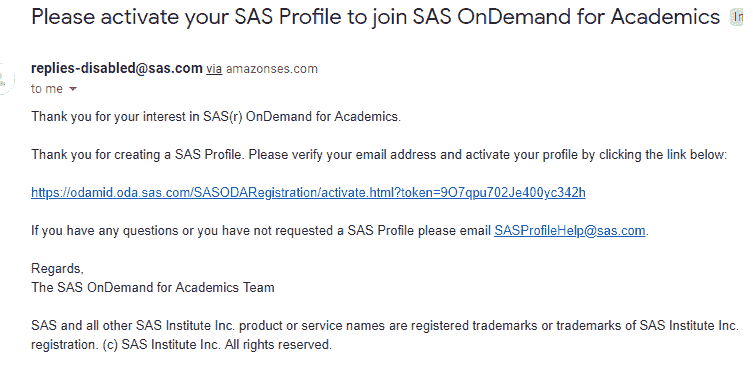 Please activate your SAS Profile to join SAS OnDemand for Academics
replies-disabled@sas.com via amazonses.com
to me
Thank you for your interest in SAS(r) OnDemand for Academics.
Thank you for creating a SAS Profile. Please verify your email address and activate your profile by clicking the link below:
https://odamid.oda.sas.com/SASODARegistration/activate.html?token=9O7qpu702Je400yc342h
If you have any questions or you have not requested a SAS Profile please email SASProfileHelp@sas.com.
Regards,
The SAS OnDemand for Academics Team
SAS and all other SAS Institute Inc. product or service names are registered trademarks or trademarks of SAS Institute Inc.
registration. (c) SAS Institute Inc. All rights reserved.